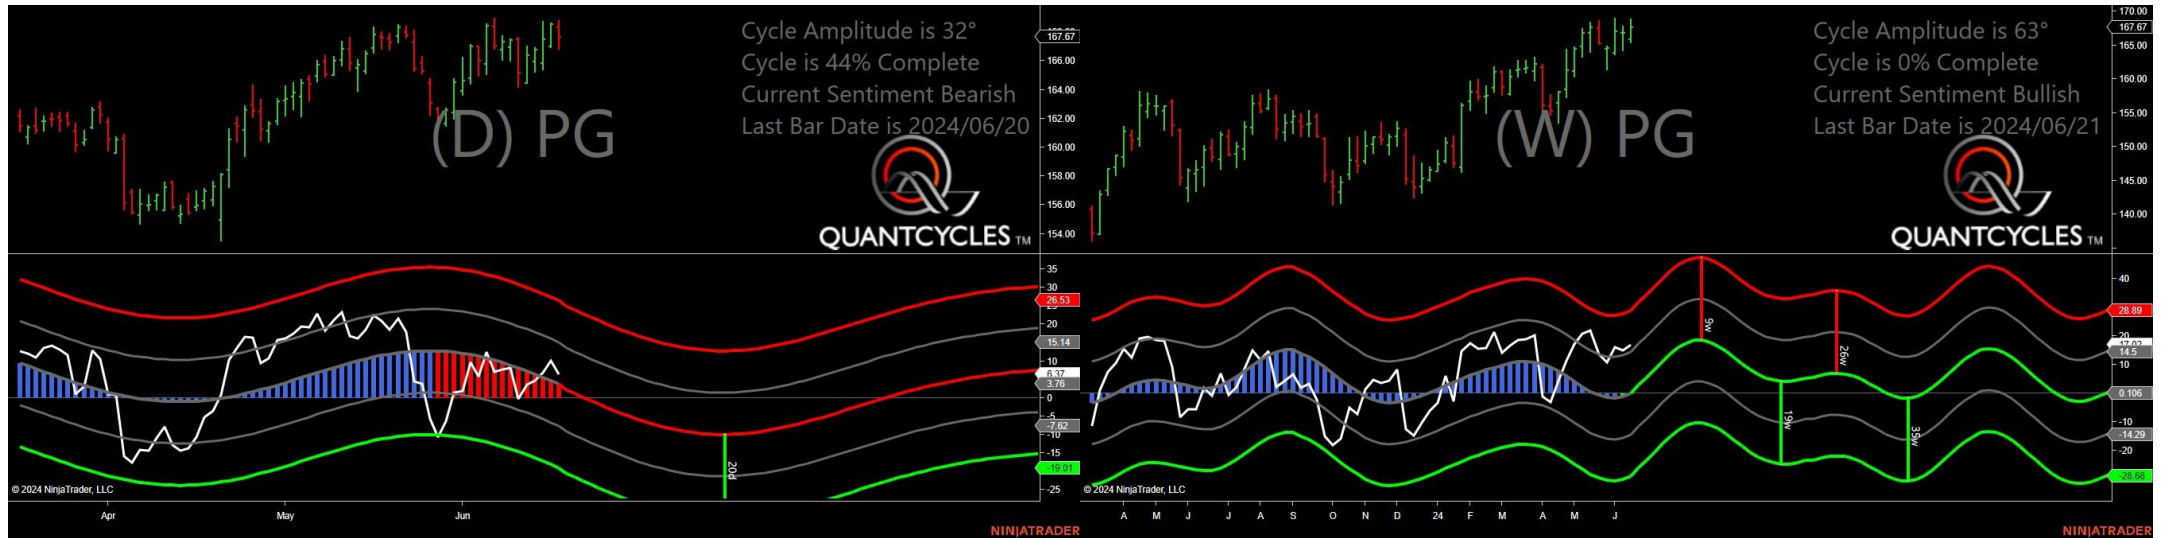 Cycle Amplitude is 32°
Cycle is 44% Complete
Current Sentiment Bearish
Last Bar Date is 2024/06/20
(D) PG
QUANTCYCLES TM
167.67
166.00
164.00
162.00
160.00
158.00
156.00
154.00
35
30
26.53
20
15.14
10
6.37
3.76
0
-5
-7.62
-10
-15
-19.01
-25
20d
© 2024 NinjaTrader, LLC
Apr May Jun
NINJATRADER
Cycle Amplitude is 63°
Cycle is 0% Complete
Current Sentiment Bullish
Last Bar Date is 2024/06/21
(W) PG
QUANTCYCLES TM
170.00
167.67
165.00
160.00
155.00
150.00
145.00
140.00
40
28.89
20
17.02
14.5
10
0.106
-10
-14.29
-20
-28.68
9w
26w
19w
35w
© 2024 NinjaTrader, LLC
A M J J A S O N D 24 F M A M J
NINJATRADER